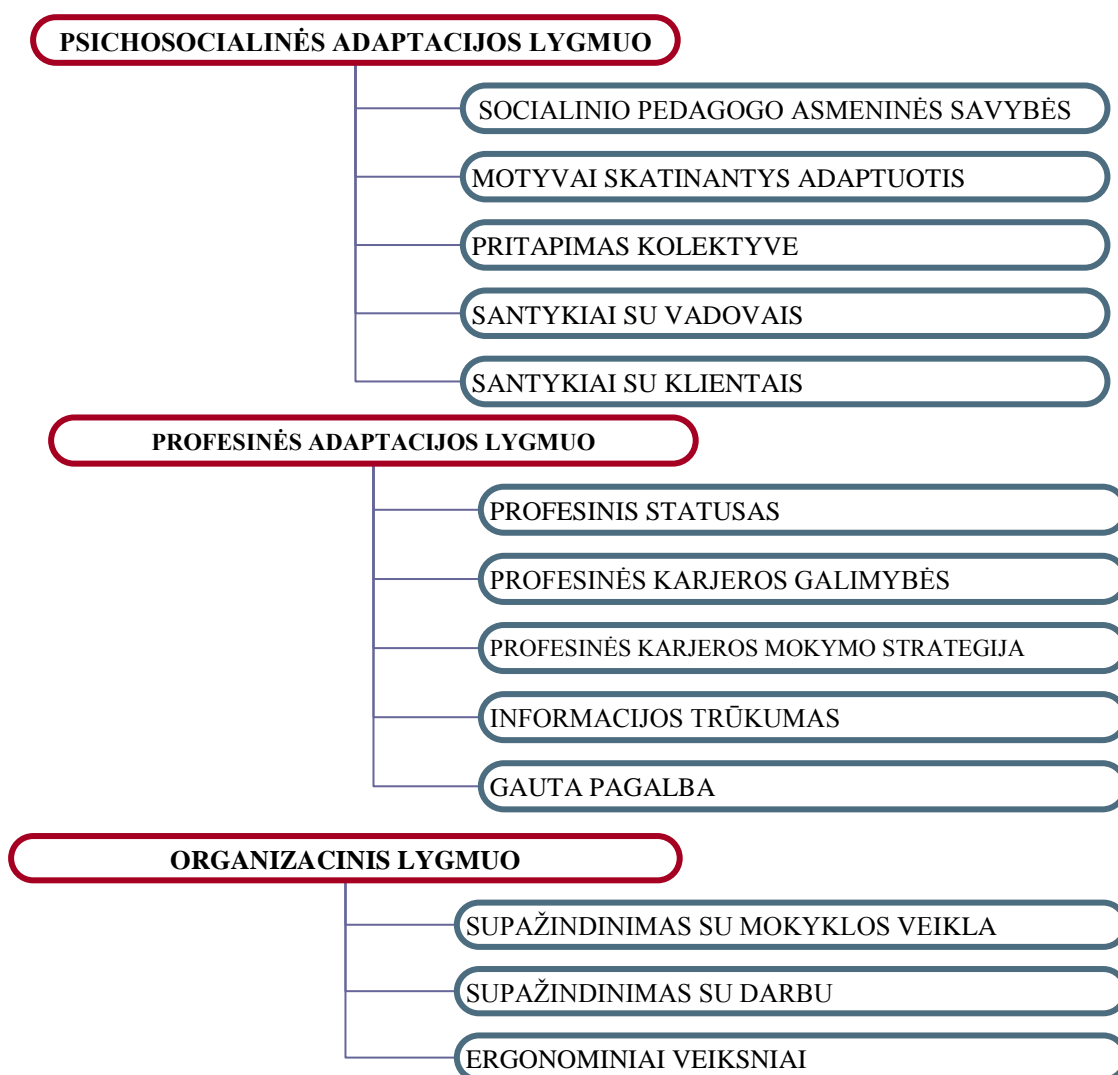 PSICHOSOCIALINĖS ADAPTACIJOS LYGMUO
SOCIALINIO PEDAGOGO ASMENINĖS SAVYBĖS
MOTYVAI SKATINANTYS ADAPTUOTIS
PRITAPIMAS KOLEKTYVE
SANTYKIAI SU VADOVAIS
SANTYKIAI SU KLIENTAIS
PROFESINĖS ADAPTACIJOS LYGMUO
PROFESINIS STATUSAS
PROFESINĖS KARJEROS GALIMYBĖS
PROFESINĖS KARJEROS MOKYMO STRATEGIJA
INFORMACIJOS TRŪKUMAS
GAUTA PAGALBA
ORGANIZACINIS LYGMUO
SUPAŽINDINIMAS SU MOKYKLOS VEIKLA
SUPAŽINDINIMAS SU DARBU
ERGONOMINIAI VEIKSNIAI